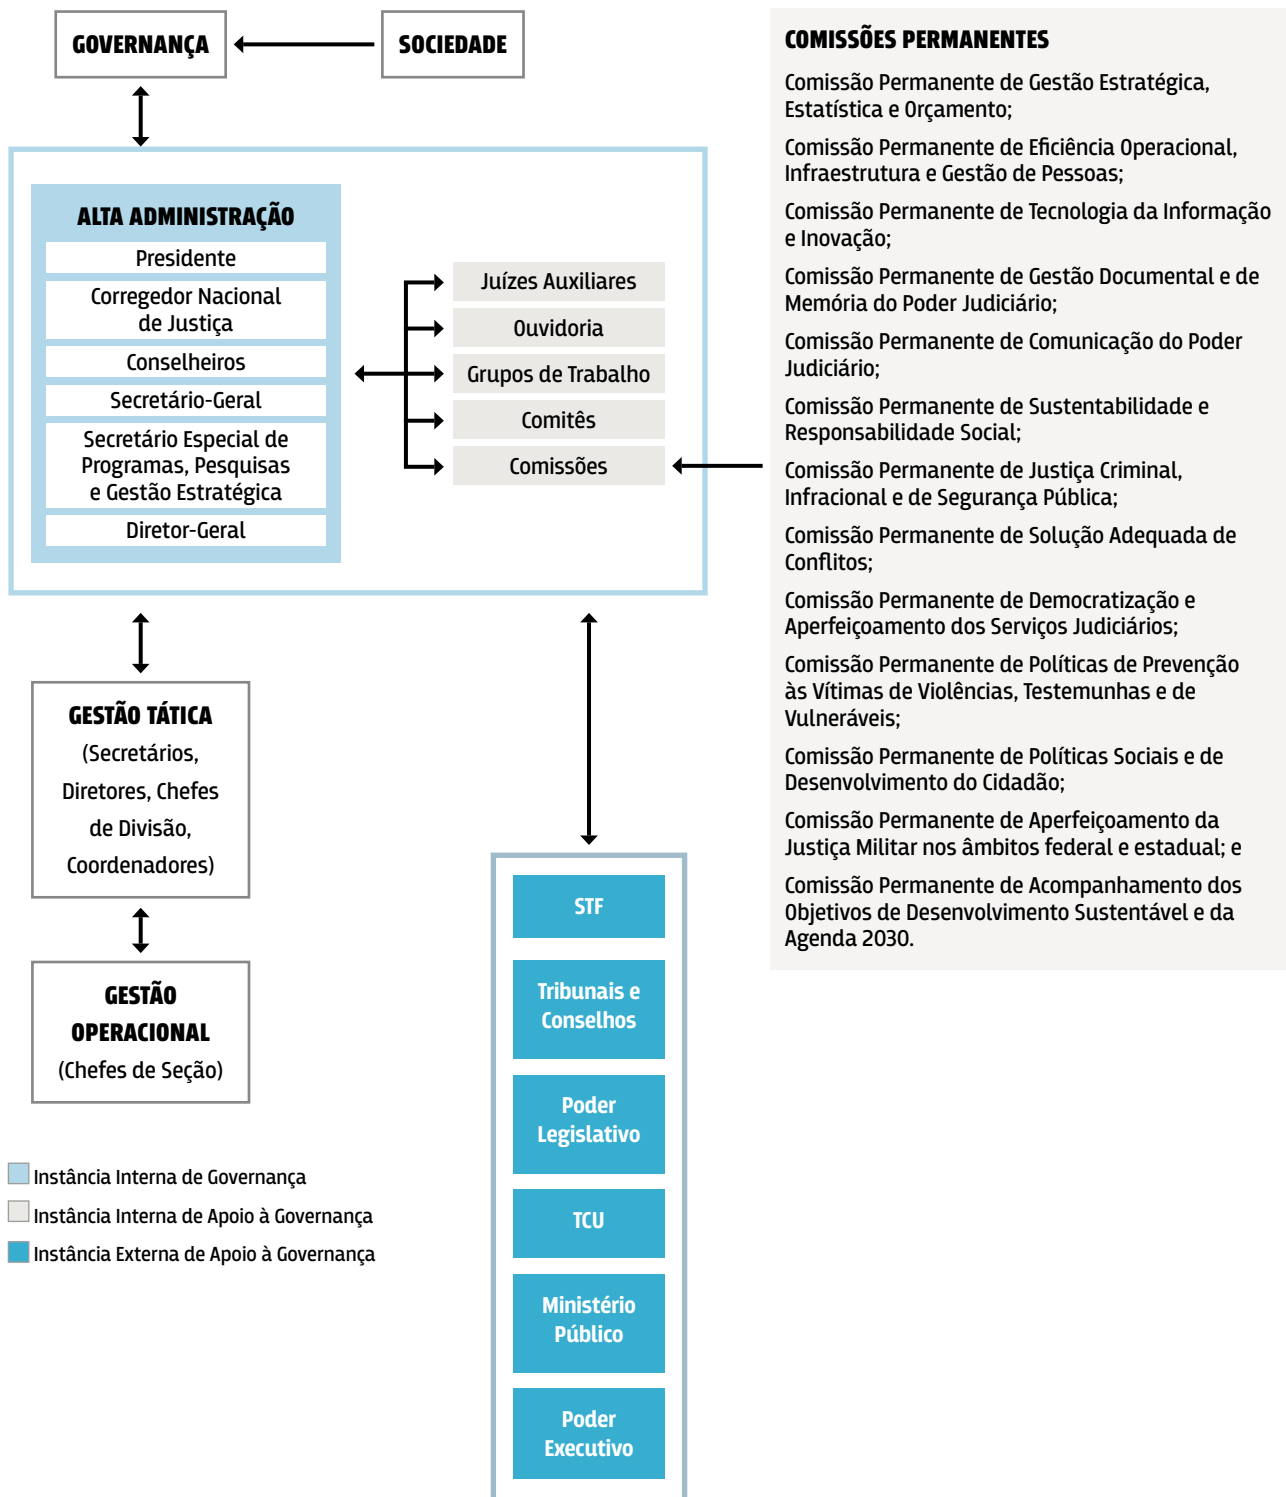 GOVERNANÇA
SOCIEDADE
ALTA ADMINISTRAÇÃO
Presidente
Corregedor Nacional
de Justiça
Conselheiros
Secretário-Geral
Secretário Especial de
Programas, Pesquisas
e Gestão Estratégica
Diretor-Geral
Juízes Auxiliares
Ouvidoria
Grupos de Trabalho
Comitês
Comissões
COMISSÕES PERMANENTES
Comissão Permanente de Gestão Estratégica,
Estatística e Orçamento;
Comissão Permanente de Eficiência Operacional,
Infraestrutura e Gestão de Pessoas;
Comissão Permanente de Tecnologia da Informação
e Inovação;
Comissão Permanente de Gestão Documental e de
Memória do Poder Judiciário;
Comissão Permanente de Comunicação do Poder
Judiciário;
Comissão Permanente de Sustentabilidade e
Responsabilidade Social;
Comissão Permanente de Justiça Criminal,
Infracional e de Segurança Pública;
Comissão Permanente de Solução Adequada de
Conflitos;
Comissão Permanente de Democratização e
Aperfeiçoamento dos Serviços Judiciários;
Comissão Permanente de Políticas de Prevenção
às Vítimas de Violências, Testemunhas e de
Vulneráveis;
Comissão Permanente de Políticas Sociais e de
Desenvolvimento do Cidadão;
Comissão Permanente de Aperfeiçoamento da
Justiça Militar nos âmbitos federal e estadual; e
Comissão Permanente de Acompanhamento dos
Objetivos de Desenvolvimento Sustentável e da
Agenda 2030.
GESTÃO TÁTICA
(Secretários,
Diretores, Chefes
de Divisão,
Coordenadores)
GESTÃO
OPERACIONAL
(Chefes de Seção)
STF
Tribunais e
Conselhos
Poder
Legislativo
TCU
Ministério
Público
Poder
Executivo
Instância Interna de Governança
Instância Interna de Apoio à Governança
Instância Externa de Apoio à Governança